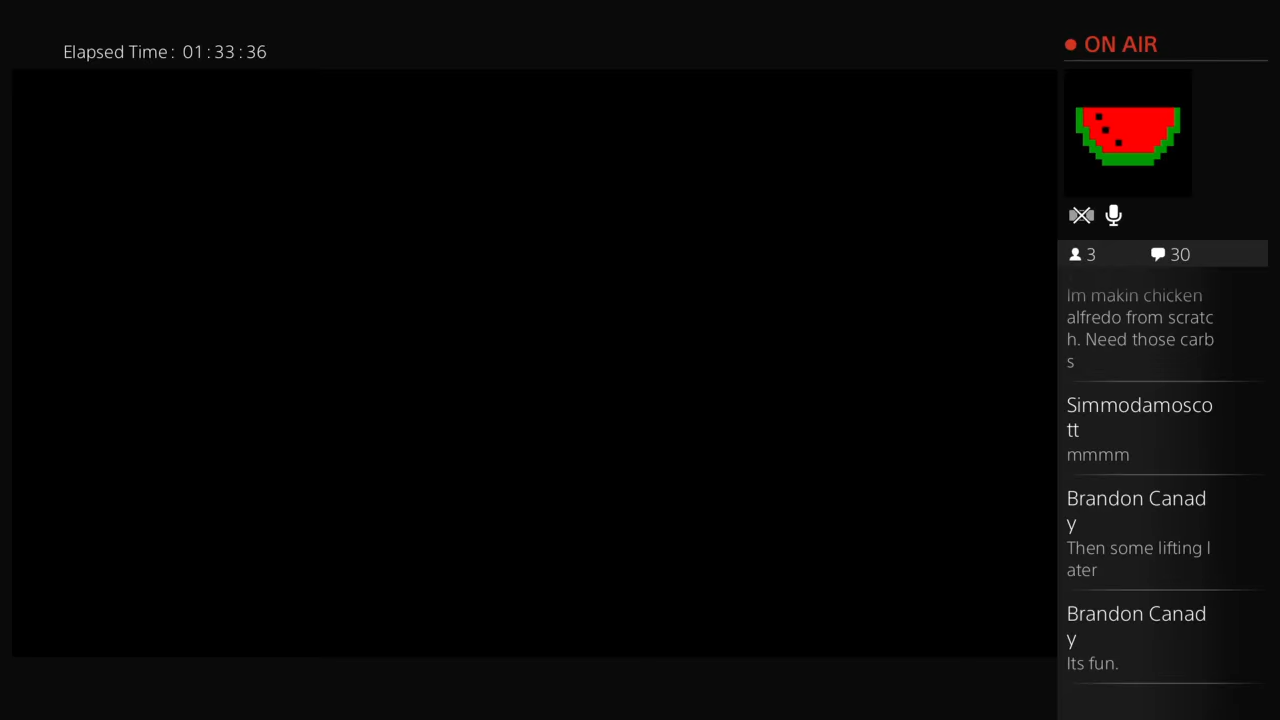 Elapsed Time: 01:33:36
ON AIR
3 30
Im makin chicken
alfredo from scratc
h. Need those carb
s
Simmodamosco
tt
mmmm
Brandon Canad
y
Then some lifting l
ater
Brandon Canad
y
Its fun.